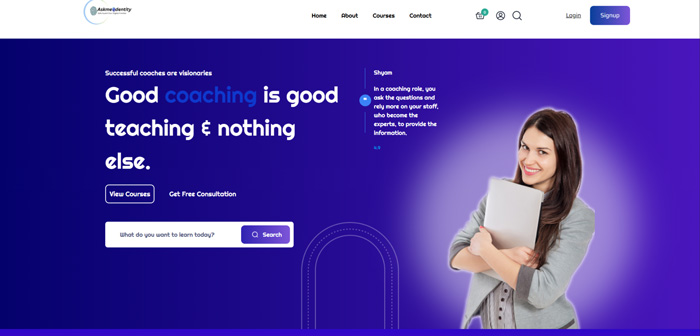 AskmeIdentity
Home
About
Courses
Contact
0
Login
Signup
Successful coaches are visionaries
Good coaching is good
teaching & nothing
else.
View Courses
Get Free Consultation
What do you want to learn today?
Search
Shyam
In a coaching role, you
ask the questions and
rely more on your staff,
who become the
experts, to provide the
information.